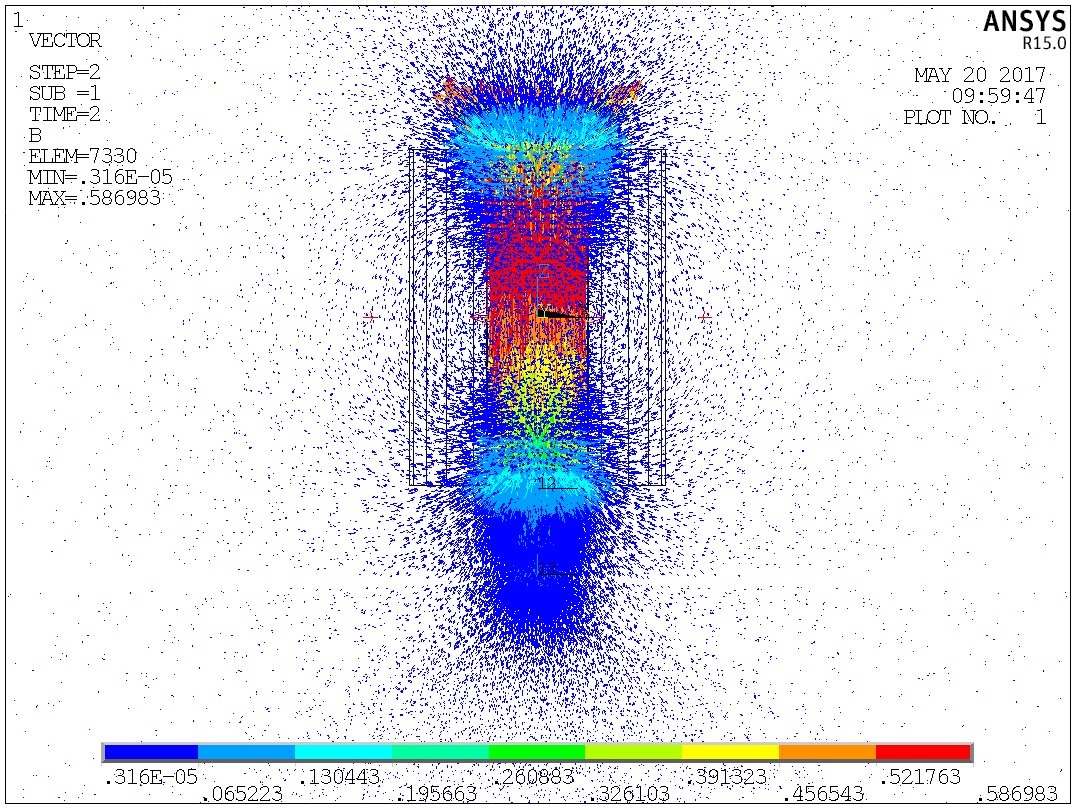 1
ANSYS
R15.0
VECTOR
STEP=2
SUB =1
TIME=2
B
ELEM=7330
MIN=.316E-05
MAX=.586983
MAY 20 2017
09:59:47
PLOT NO. 1
12
13
.316E-05 .130443 .260883 .391323 .521763
.065223 .195663 .326103 .456543 .586983